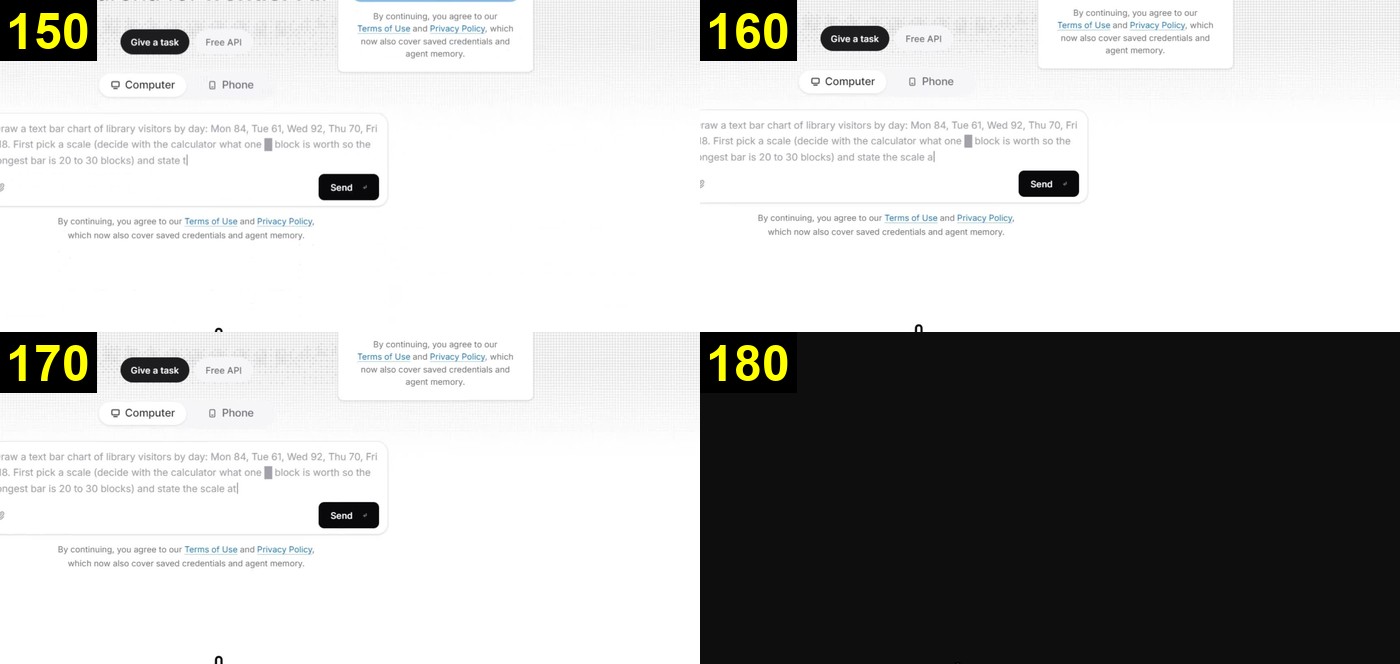 150
Give a task
Free API
By continuing, you agree to our
Terms of Use and Privacy Policy, which
now also cover saved credentials and
agent memory.
Computer
Phone
raw a text bar chart of library visitors by day: Mon 84, Tue 61, Wed 92, Thu 70, Fri
8. First pick a scale (decide with the calculator what one █ block is worth so the
ongest bar is 20 to 30 blocks) and state t
Send
By continuing, you agree to our Terms of Use and Privacy Policy,
which now also cover saved credentials and agent memory.
160
Give a task
Free API
By continuing, you agree to our
Terms of Use and Privacy Policy, which
now also cover saved credentials and
agent memory.
Computer
Phone
raw a text bar chart of library visitors by day: Mon 84, Tue 61, Wed 92, Thu 70, Fri
18. First pick a scale (decide with the calculator what one █ block is worth so the
ongest bar is 20 to 30 blocks) and state the scale a
Send
By continuing, you agree to our Terms of Use and Privacy Policy,
which now also cover saved credentials and agent memory.
170
Give a task
Free API
By continuing, you agree to our
Terms of Use and Privacy Policy, which
now also cover saved credentials and
agent memory.
Computer
Phone
raw a text bar chart of library visitors by day: Mon 84, Tue 61, Wed 92, Thu 70, Fri
8. First pick a scale (decide with the calculator what one █ block is worth so the
ongest bar is 20 to 30 blocks) and state the scale at
Send
By continuing, you agree to our Terms of Use and Privacy Policy,
which now also cover saved credentials and agent memory.
180